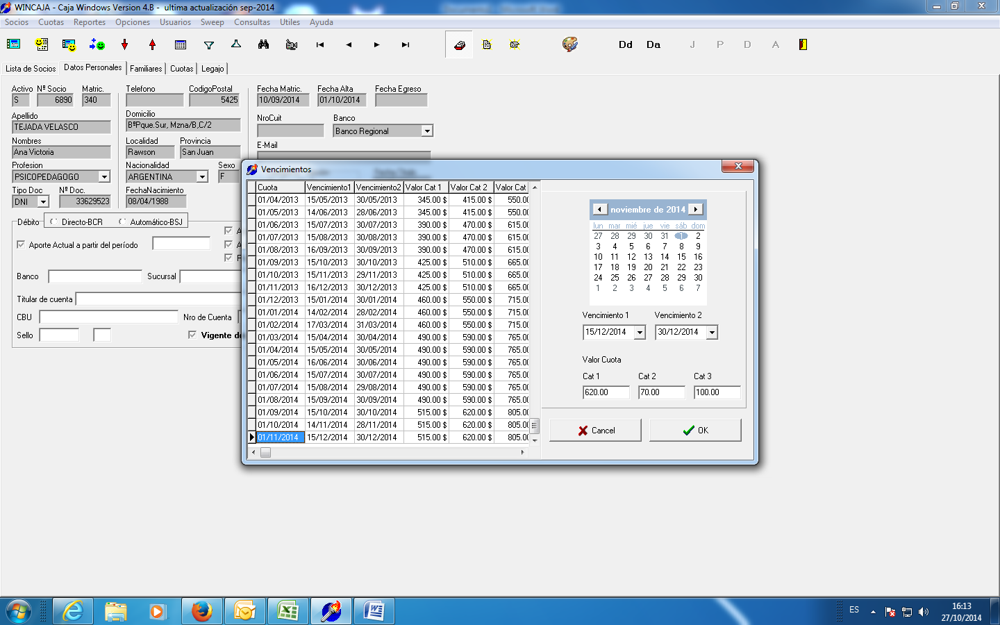 WINCAJA - Caja Windows Version 4.B -  ultima actualización sep-2014
Socios Cuotas Reportes Opciones Usuarios Sweep Consultas Utiles Ayuda
Dd Da J P D A
Lista de Socios Datos Personales Familiares Cuotas Legajo
Activo Nº Socio Matric. Telefono CodigoPostal Fecha Matric. Fecha Alta Fecha Egreso
S 6890 340 5425 10/09/2014 01/10/2014
Apellido Domicilio NroCuit Banco
TEJADA VELASCO BºPque.Sur, Mzna/B,C/2 Banco Regional
Nombres Localidad Provincia E-Mail
Ana Victoria Rawson San Juan
Profesion Nacionalidad Sexo
PSICOPEDAGOGO ARGENTINA F
Tipo Doc Nº Doc. FechaNacimiento
DNI 33629523 08/04/1988
Débito Directo-BCR Automático-BSJ
Aporte Actual a partir del período
Banco Sucursal
Titular de cuenta
CBU Nro de Cuenta
Sello Vigente de
Vencimientos
Cuota Vencimiento1 Vencimiento2 Valor Cat 1 Valor Cat 2 Valor Cat
01/04/2013 15/05/2013 30/05/2013 345.00 $ 415.00 $ 550.00
01/05/2013 14/06/2013 28/06/2013 345.00 $ 415.00 $ 550.00
01/06/2013 15/07/2013 30/07/2013 390.00 $ 470.00 $ 615.00
01/07/2013 15/08/2013 30/08/2013 390.00 $ 470.00 $ 615.00
01/08/2013 16/09/2013 30/09/2013 390.00 $ 470.00 $ 615.00
01/09/2013 15/10/2013 30/10/2013 425.00 $ 510.00 $ 665.00
01/10/2013 15/11/2013 29/11/2013 425.00 $ 510.00 $ 665.00
01/11/2013 16/12/2013 30/12/2013 425.00 $ 510.00 $ 665.00
01/12/2013 15/01/2014 30/01/2014 460.00 $ 550.00 $ 715.00
01/01/2014 14/02/2014 28/02/2014 460.00 $ 550.00 $ 715.00
01/02/2014 17/03/2014 31/03/2014 460.00 $ 550.00 $ 715.00
01/03/2014 15/04/2014 30/04/2014 490.00 $ 590.00 $ 765.00
01/04/2014 15/05/2014 30/05/2014 490.00 $ 590.00 $ 765.00
01/05/2014 16/06/2014 30/06/2014 490.00 $ 590.00 $ 765.00
01/06/2014 15/07/2014 30/07/2014 490.00 $ 590.00 $ 765.00
01/07/2014 15/08/2014 29/08/2014 490.00 $ 590.00 $ 765.00
01/08/2014 15/09/2014 30/09/2014 490.00 $ 590.00 $ 765.00
01/09/2014 15/10/2014 30/10/2014 515.00 $ 620.00 $ 805.00
01/10/2014 14/11/2014 28/11/2014 515.00 $ 620.00 $ 805.00
01/11/2014 15/12/2014 30/12/2014 515.00 $ 620.00 $ 805.00
noviembre de 2014
lun mar mié jue vie sáb dom
27 28 29 30 31 1 2
3 4 5 6 7 8 9
10 11 12 13 14 15 16
17 18 19 20 21 22 23
24 25 26 27 28 29 30
1 2 3 4 5 6 7
Vencimiento 1 Vencimiento 2
15/12/2014 30/12/2014
Valor Cuota
Cat 1 Cat 2 Cat 3
620.00 70.00 100.00
Cancel OK
ES 16:13
27/10/2014